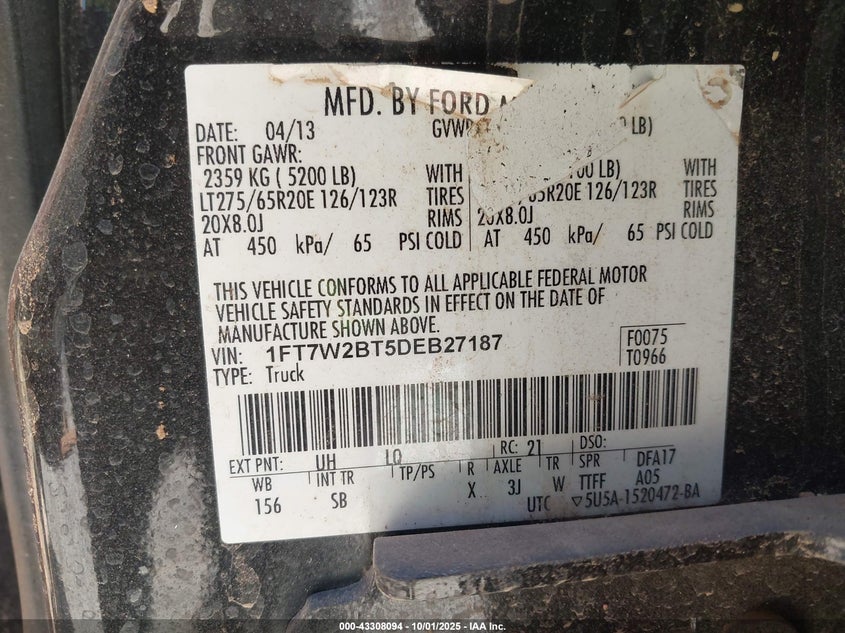 MFD. BY FORD
DATE: 04/13 GVWR
LB)
FRONT GAWR:
2359 KG ( 5200 LB) WITH 00 LB) WITH
LT275/65R20E 126/123R TIRES 65R20E 126/123R TIRES
20X8.0J RIMS 20X8.0J RIMS
AT 450 kPa/ 65 PSI COLD AT 450 kPa/ 65 PSI COLD
THIS VEHICLE CONFORMS TO ALL APPLICABLE FEDERAL MOTOR
VEHICLE SAFETY STANDARDS IN EFFECT ON THE DATE OF
MANUFACTURE SHOWN ABOVE.
VIN: 1FT7W2BT5DEB27187 F0075
TYPE: Truck T0966
EXT PNT: UH LQ RC: 21 DSO:
WB INT TR TP/PS R AXLE TR SPR DFA17
156 SB X 3J W TTFF A05
UTC ▽5U5A-1520472-BA
000-43308094 - 10/01/2025 - IAA Inc.